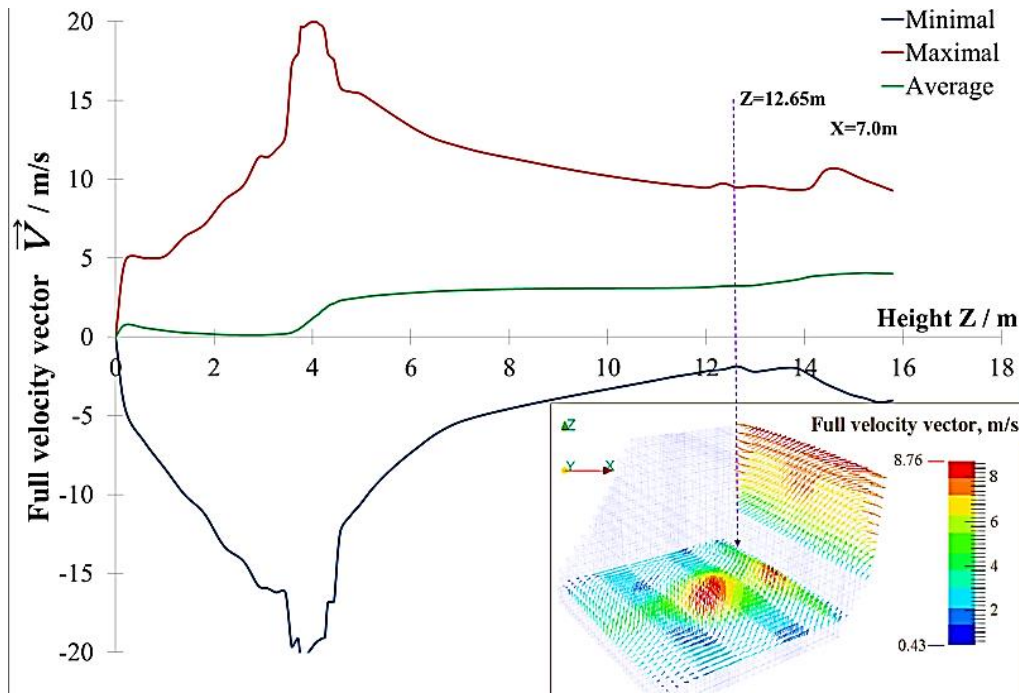 20
15
10
5
0
-5
-10
-15
-20
Full velocity vector V / m/s
Minimal
Maximal
Average
Z=12.65m
X=7.0m
Height Z / m
0 2 4 6 8 10 12 14 16 18
Full velocity vector, m/s
Z
Y X
8.76
8
6
4
2
0.43